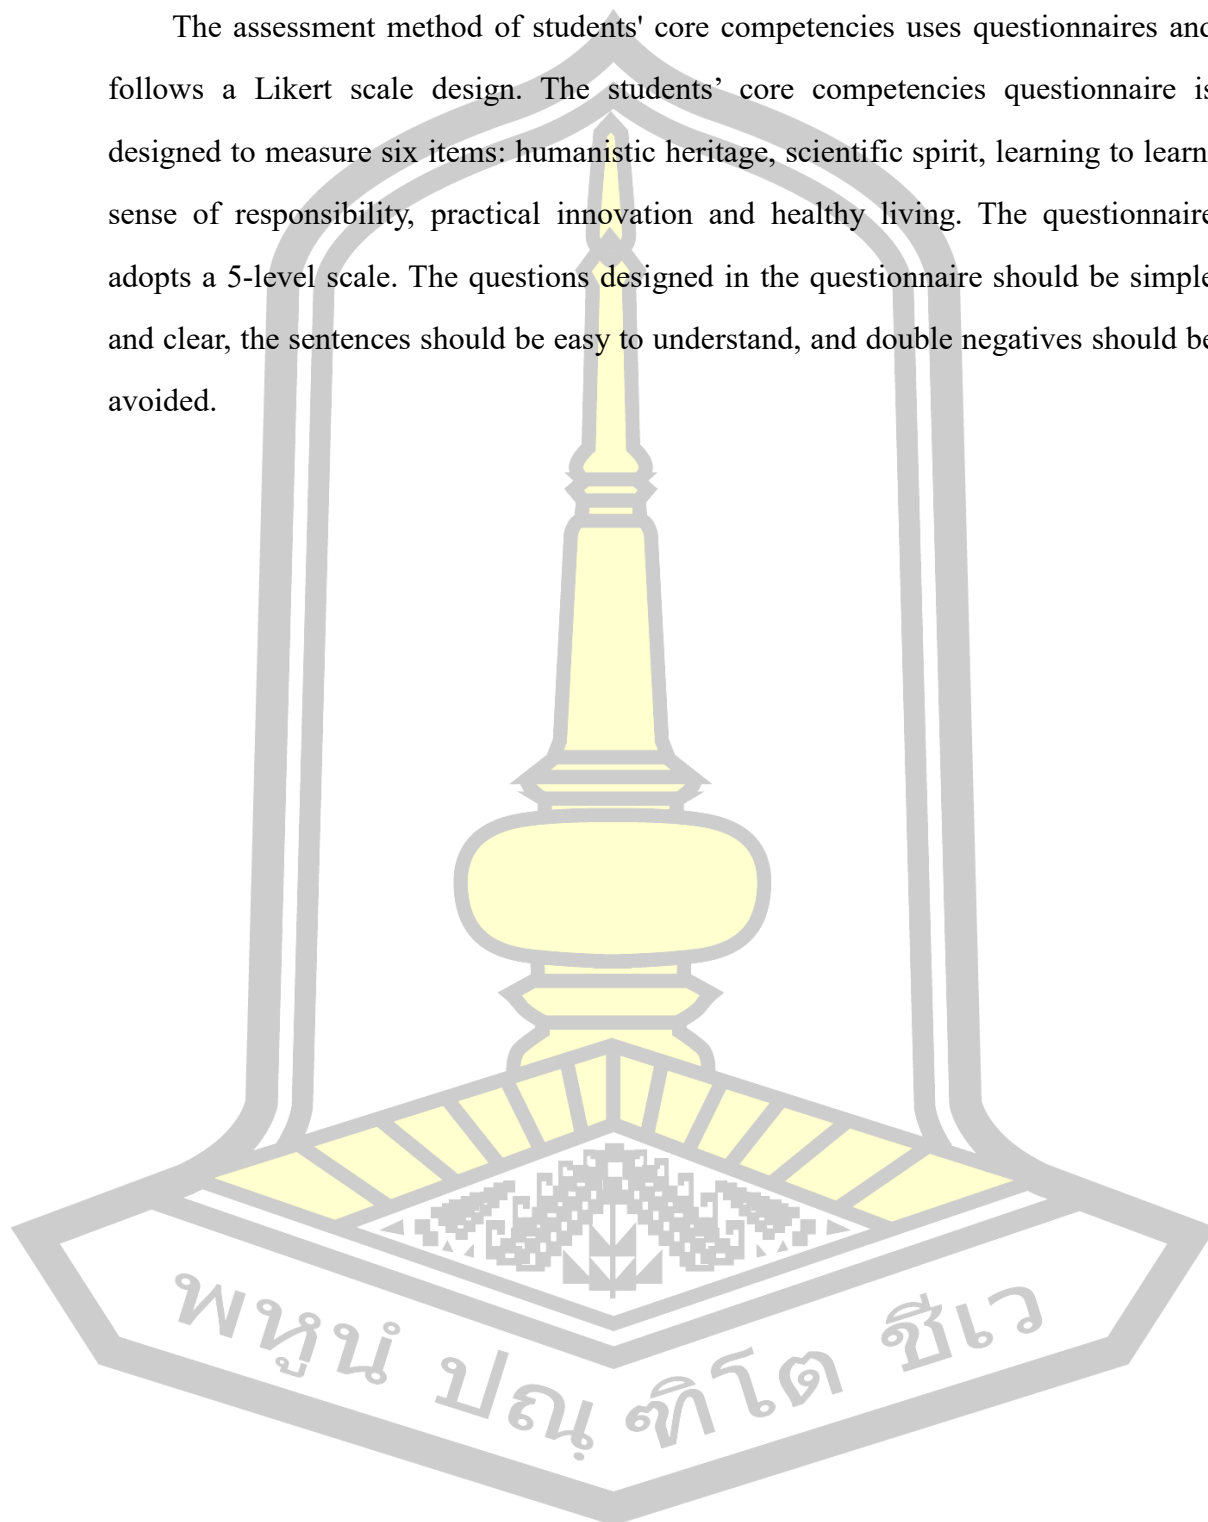 The assessment method of students' core competencies uses questionnaires and
follows a Likert scale design. The students’ core competencies questionnaire is
designed to measure six items: humanistic heritage, scientific spirit, learning to learn
sense of responsibility, practical innovation and healthy living. The questionnaire
adopts a 5-level scale. The questions designed in the questionnaire should be simple
and clear, the sentences should be easy to understand, and double negatives should be
avoided.
พหูนํ ปณฺฑิโต ชีเว